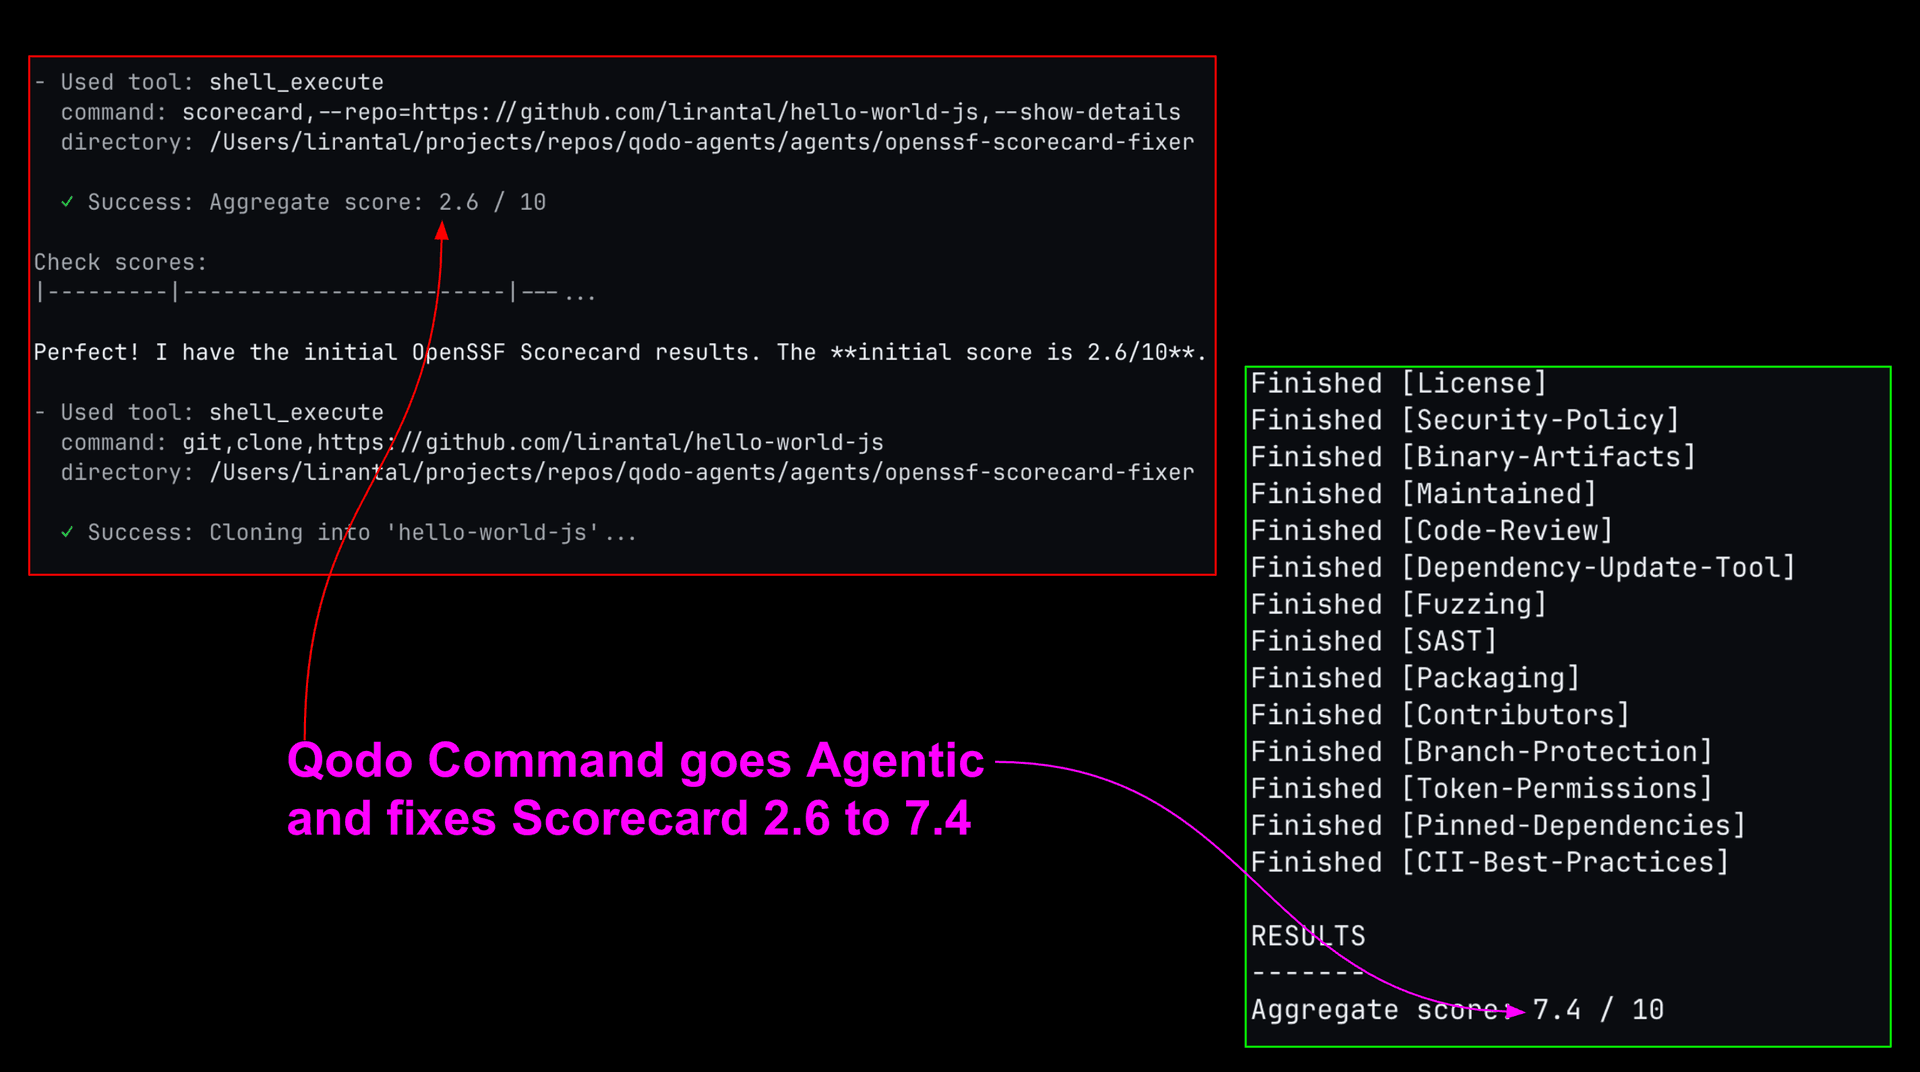 - Used tool: shell_execute
command: scorecard,--repo=https://github.com/lirantal/hello-world-js,--show-details
directory: /Users/lirantal/projects/repos/qodo-agents/agents/openssf-scorecard-fixer
✓ Success: Aggregate score: 2.6 / 10
Check scores:
|---------|------------------------|--- ...
Perfect! I have the initial OpenSSF Scorecard results. The **initial score is 2.6/10**.
- Used tool: shell_execute
command: git,clone,https://github.com/lirantal/hello-world-js
directory: /Users/lirantal/projects/repos/qodo-agents/agents/openssf-scorecard-fixer
✓ Success: Cloning into 'hello-world-js'...
Qodo Command goes Agentic
and fixes Scorecard 2.6 to 7.4
Finished [License]
Finished [Security-Policy]
Finished [Binary-Artifacts]
Finished [Maintained]
Finished [Code-Review]
Finished [Dependency-Update-Tool]
Finished [Fuzzing]
Finished [SAST]
Finished [Packaging]
Finished [Contributors]
Finished [Branch-Protection]
Finished [Token-Permissions]
Finished [Pinned-Dependencies]
Finished [CII-Best-Practices]
RESULTS
-------
Aggregate score: 7.4 / 10